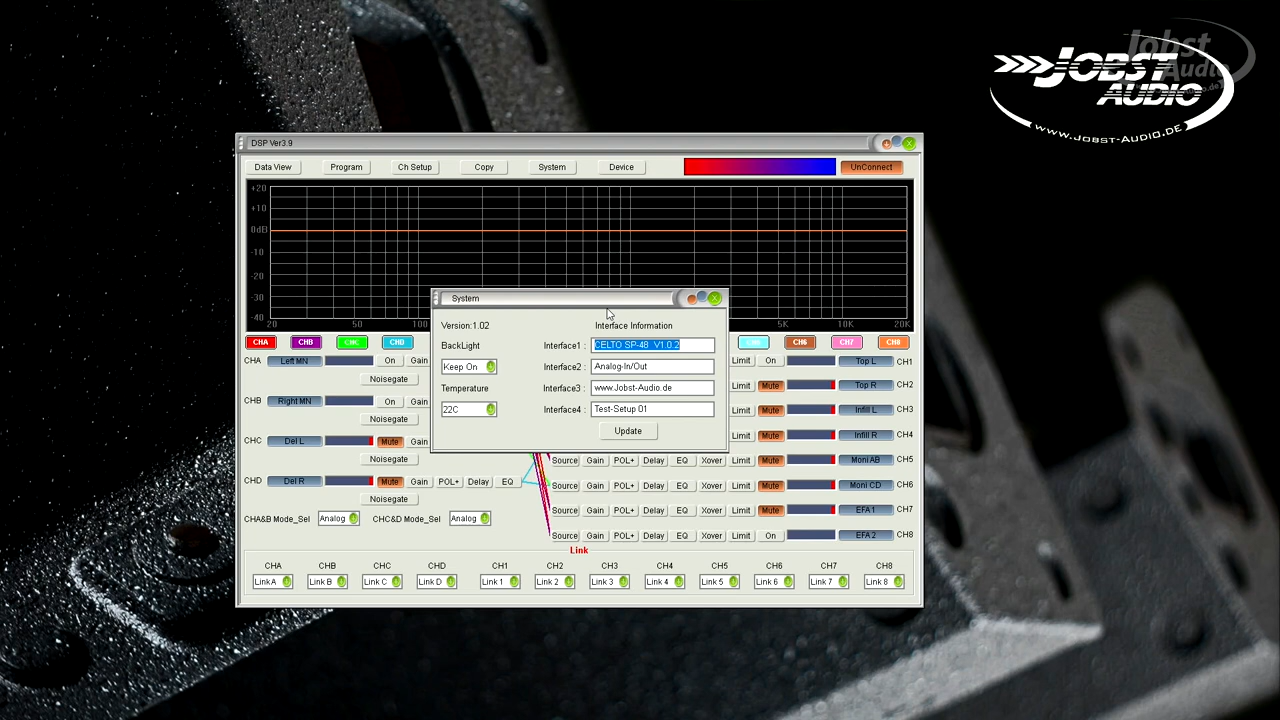 JOBST
AUDIO
www.Jobst-Audio.de
DSP Ver3.9
Data View Program Ch Setup Copy System Device UnConnect
+20
+10
0dB
-10
-20
-30
-40
20 50 100 5K 10K 20K
System
Version:1.02 Interface Information
BackLight Interface1 : CELTO SP-48 V1.0.2
Keep On Interface2 : Analog-In/Out
Temperature Interface3 : www.Jobst-Audio.de
22C Interface4 : Test-Setup 01
Update
CHA CHB CHC CHD CH6 CH7 CH8
CHA Left MN On Gain Limit On Top L CH1
Noisegate
Limit Mute Top R CH2
CHB Right MN On Gain Limit Mute Infill L CH3
Noisegate
Limit Mute Infill R CH4
CHC Del L Mute Gain
Noisegate Source Gain POL+ Delay EQ Xover Limit Mute Moni AB CH5
CHD Del R Mute Gain POL+ Delay EQ Source Gain POL+ Delay EQ Xover Limit Mute Moni CD CH6
Noisegate
Source Gain POL+ Delay EQ Xover Limit Mute EFA 1 CH7
CHA&B Mode_Sel Analog CHC&D Mode_Sel Analog
Source Gain POL+ Delay EQ Xover Limit On EFA 2 CH8
Link
CHA CHB CHC CHD CH1 CH2 CH3 CH4 CH5 CH6 CH7 CH8
Link A Link B Link C Link D Link 1 Link 2 Link 3 Link 4 Link 5 Link 6 Link 7 Link 8